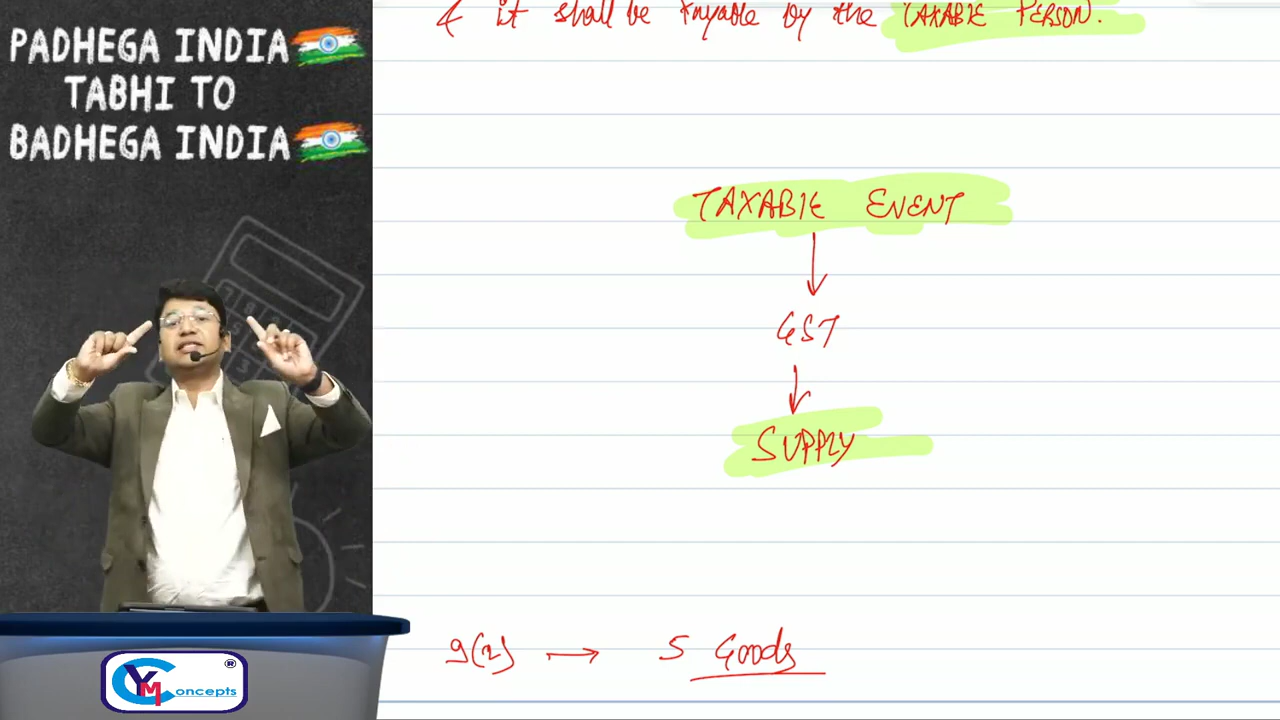 PADHEGA INDIA
TABHI TO
BADHEGA INDIA
& it shall be Payable by the TAXABLE PERSON.
TAXABLE EVENT
GST
SUPPLY
9(2) → 5 Goods
CYM Concepts ®